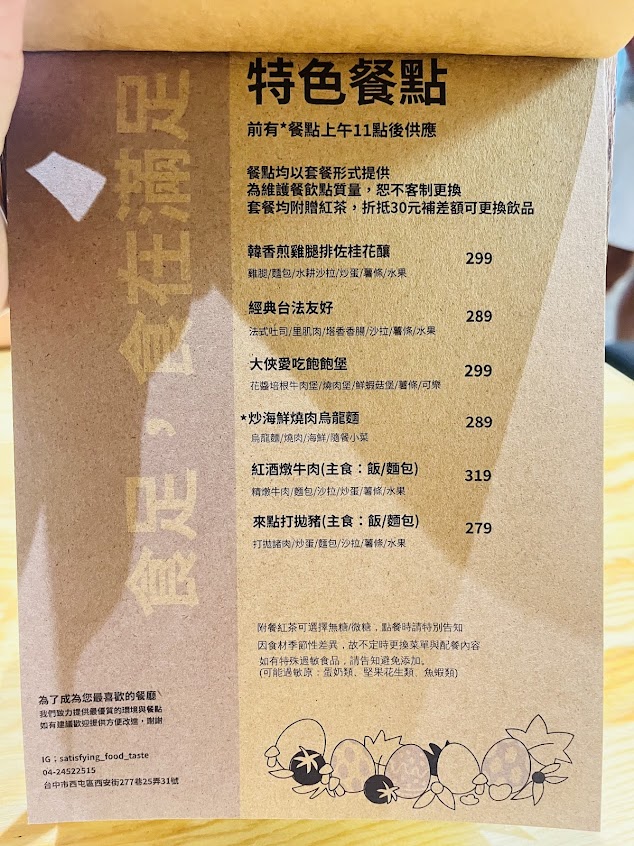 特色餐點
前有★餐點上午11點後供應
餐點均以套餐形式提供
為維護餐飲點質量，恕不客制更換
套餐均附贈紅茶，折抵30元補差額可更換飲品
韓香煎雞腿排佐桂花釀 299
雞腿/麵包/水耕沙拉/炒蛋/薯條/水果
經典台法友好 289
法式吐司/里肌肉/塔香香腸/沙拉/薯條/水果
大俠愛吃飽飽堡 299
花醬培根牛肉堡/燒肉堡/鮮蝦菇堡/薯條/可樂
★炒海鮮燒肉烏龍麵 289
烏龍麵/燒肉/海鮮/隨餐小菜
紅酒燉牛肉(主食：飯/麵包) 319
精燉牛肉/麵包/沙拉/炒蛋/薯條/水果
來點打拋豬(主食：飯/麵包) 279
打拋諸肉/炒蛋/麵包/沙拉/薯條/水果
附餐紅茶可選擇無糖/微糖，點餐時請特別告知
因食材季節性差異，故不定時更換菜單與配餐內容
如有特殊過敏食品，請告知避免添加。
(可能過敏原：蛋奶類、堅果花生類、魚蝦類)
食足，食在滿足
為了成為您最喜歡的餐廳
我們致力提供最優質的環境與餐點
如有建議歡迎提供方便改進，謝謝
IG；satisfying_food_taste
04-24522515
台中市西屯區西安街277巷25弄31號